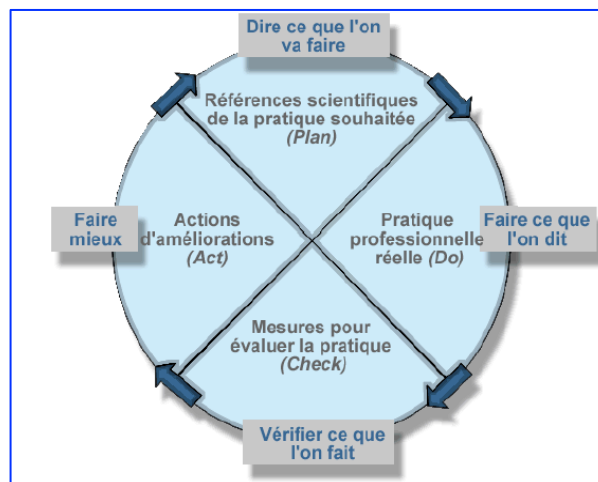 Dire ce que l'on
va faire
Références scientifiques
de la pratique souhaitée
(Plan)
Faire
mieux
Actions
d'améliorations
(Act)
Pratique
professionnelle
réelle (Do)
Faire ce que
l'on dit
Mesures pour
évaluer la pratique
(Check)
Vérifier ce que
l'on fait